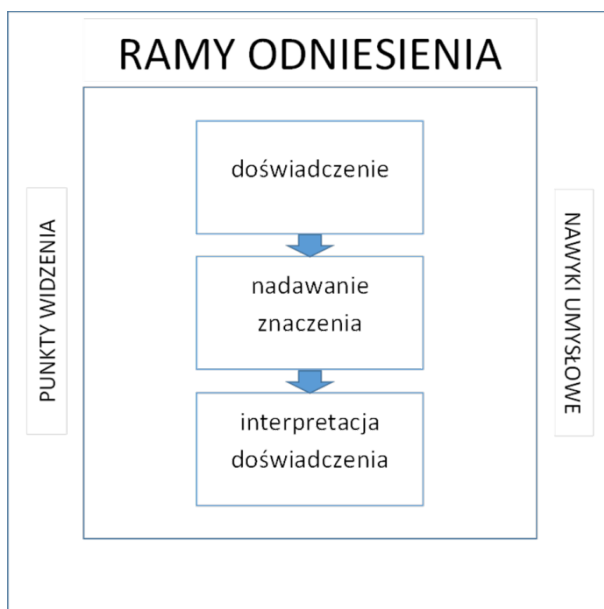 RAMY ODNIESIENIA
PUNKTY WIDZENIA
doświadczenie
nadawanie
znaczenia
interpretacja
doświadczenia
NAWYKI UMYSŁOWE